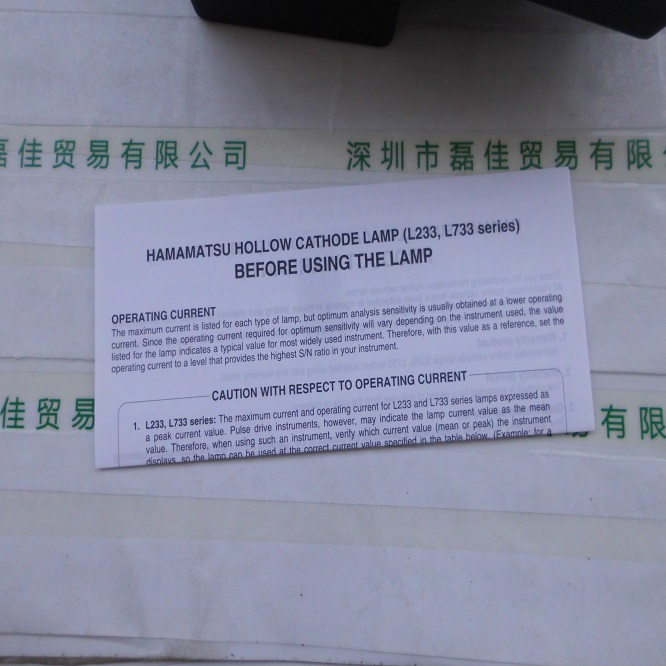 磊佳贸易有限公司
深圳市磊佳贸易有限
HAMAMATSU HOLLOW CATHODE LAMP (L233, L733 series)
BEFORE USING THE LAMP
OPERATING CURRENT
The maximum current is listed for each type of lamp, but optimum analysis sensitivity is usually obtained at a lower operating
current. Since the operating current required for optimum sensitivity will vary depending on the instrument used, the value
listed for the lamp indicates a typical value for most widely used instrument. Therefore, with this value as a reference, set the
operating current to a level that provides the highest S/N ratio in your instrument.
CAUTION WITH RESPECT TO OPERATING CURRENT
1. L233, L733 series: The maximum current and operating current for L233 and L733 series lamps expressed as
a peak current value. Pulse drive instruments, however, may indicate the lamp current value as the mean
value. Therefore, when using such an instrument, verify which current value (mean or peak) the instrument
displays, so the lamp can be used at the correct current value specified in the table below. (Example: for a
佳贸易
易有限